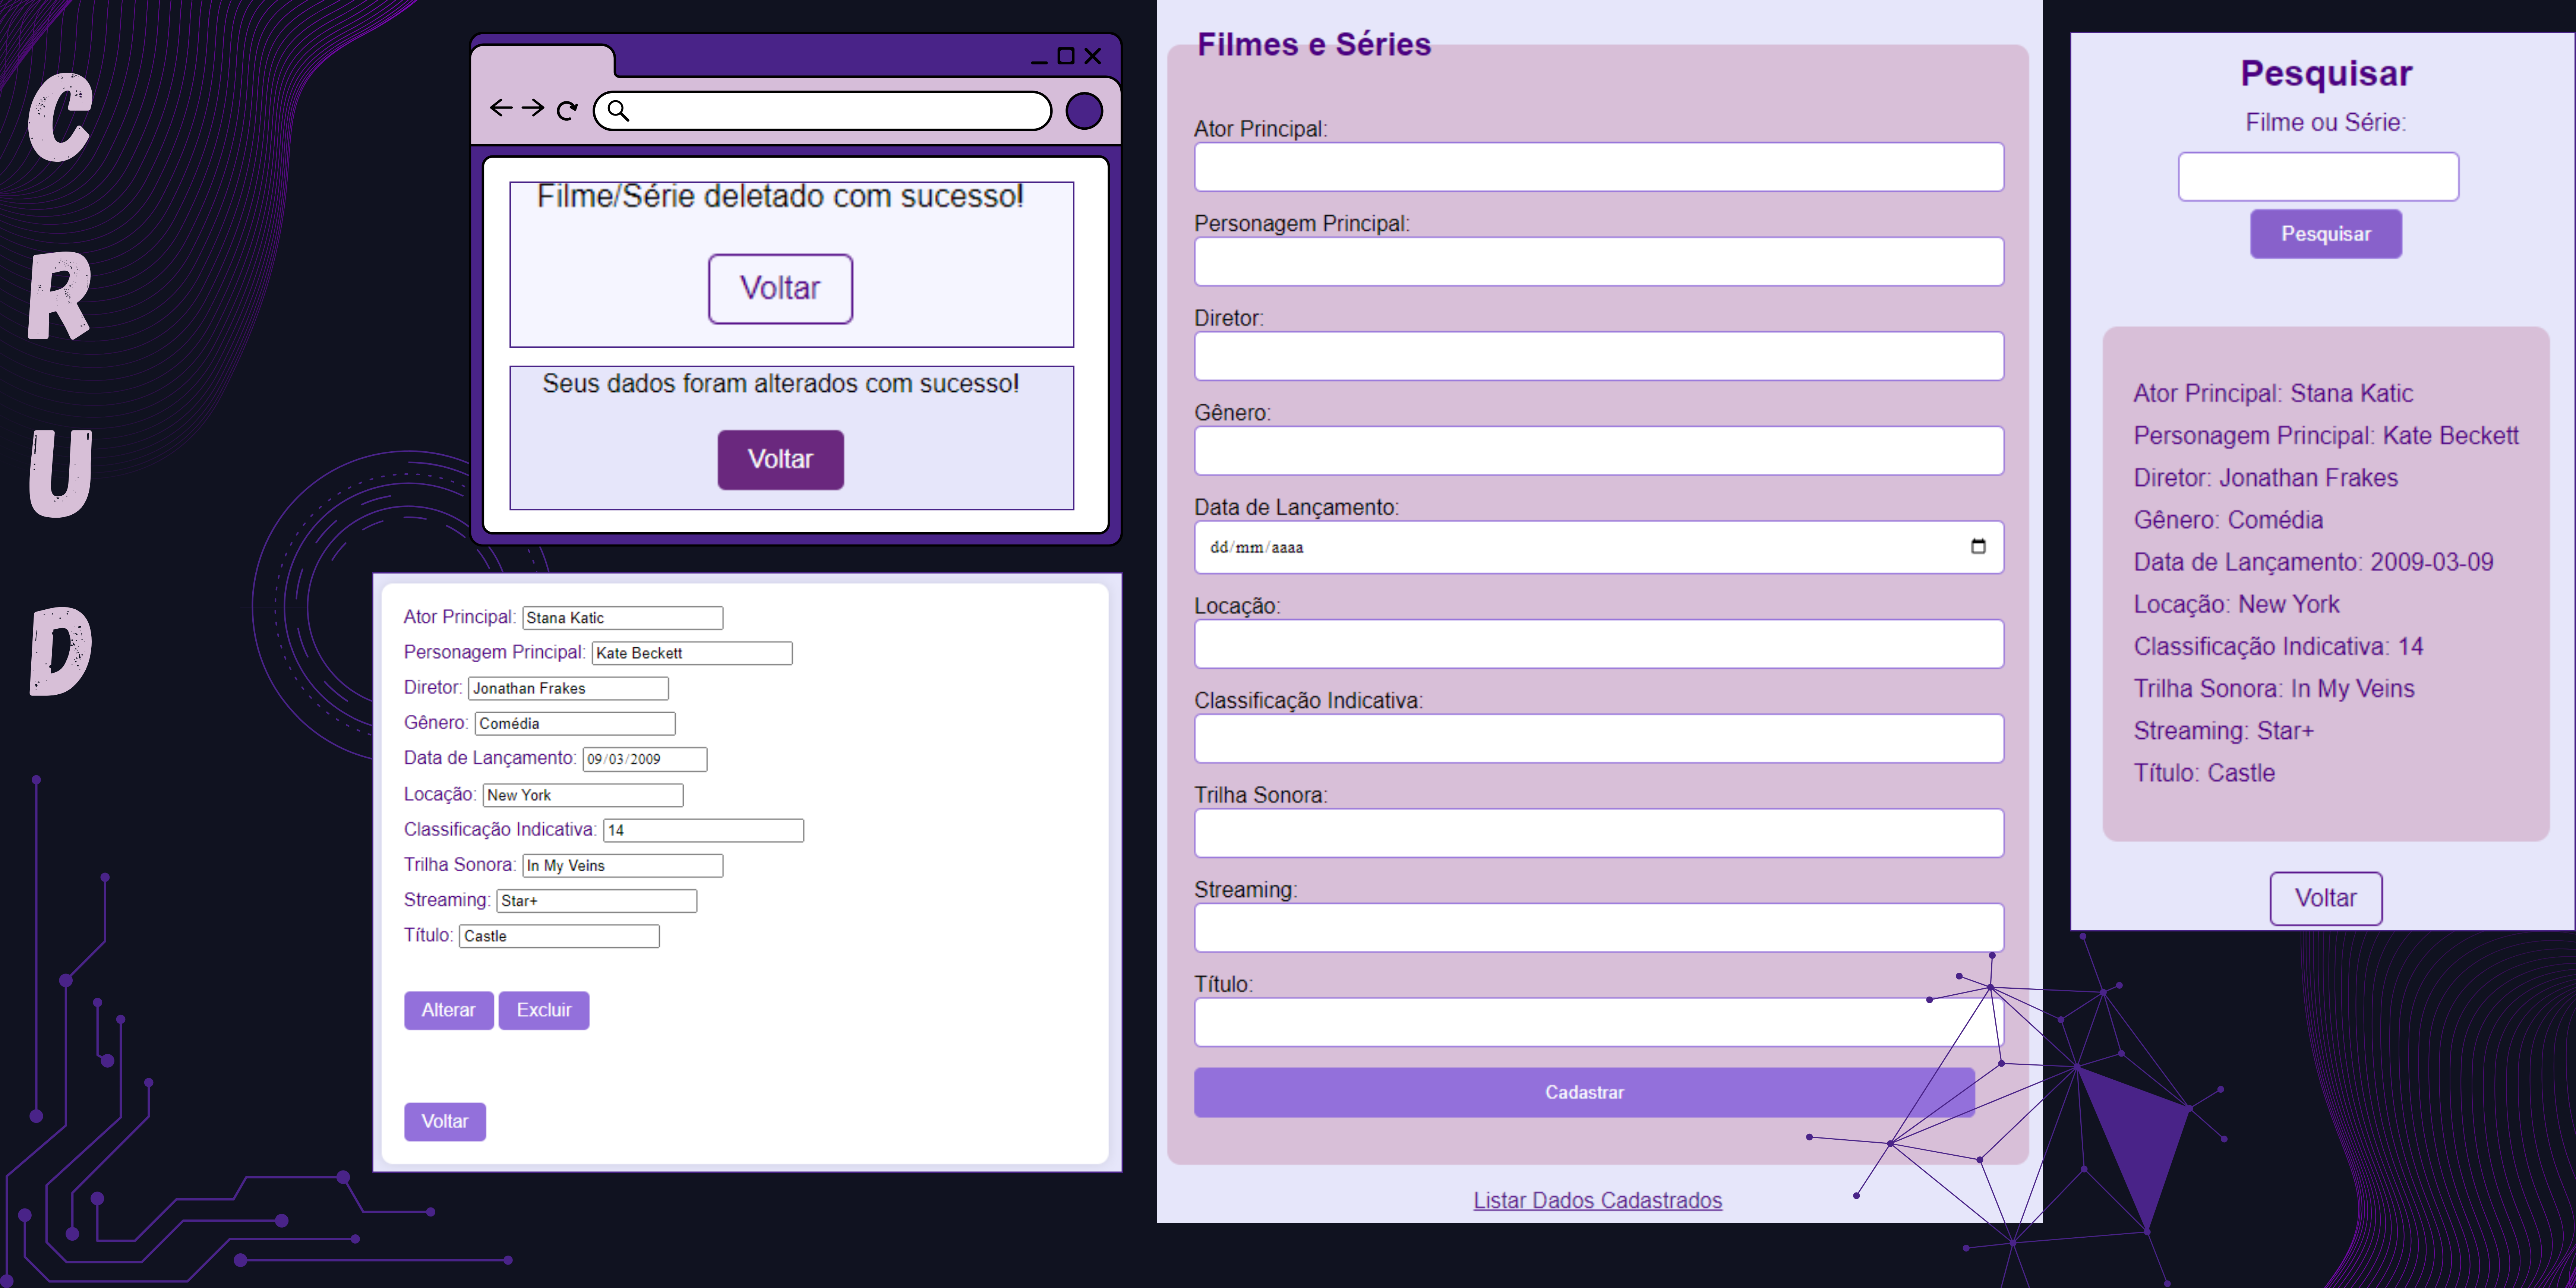 C
R
U
D
Filme/Série deletado com sucesso!
Voltar
Seus dados foram alterados com sucesso!
Voltar
Ator Principal: Stana Katic
Personagem Principal: Kate Beckett
Diretor: Jonathan Frakes
Gênero: Comédia
Data de Lançamento: 09/03/2009
Locação: New York
Classificação Indicativa: 14
Trilha Sonora: In My Veins
Streaming: Star+
Título: Castle
Alterar Excluir
Voltar
Filmes e Séries
Ator Principal:
Personagem Principal:
Diretor:
Gênero:
Data de Lançamento:
dd/mm/aaaa
Locação:
Classificação Indicativa:
Trilha Sonora:
Streaming:
Título:
Cadastrar
Listar Dados Cadastrados
Pesquisar
Filme ou Série:
Pesquisar
Ator Principal: Stana Katic
Personagem Principal: Kate Beckett
Diretor: Jonathan Frakes
Gênero: Comédia
Data de Lançamento: 2009-03-09
Locação: New York
Classificação Indicativa: 14
Trilha Sonora: In My Veins
Streaming: Star+
Título: Castle
Voltar